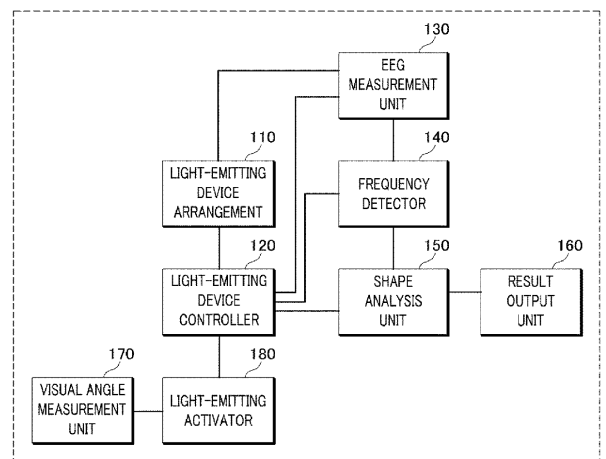 130
EEG
MEASUREMENT
UNIT
110
LIGHT-EMITTING
DEVICE
ARRANGEMENT
140
FREQUENCY
DETECTOR
120
LIGHT-EMITTING
DEVICE
CONTROLLER
150
SHAPE
ANALYSIS
UNIT
160
RESULT
OUTPUT
UNIT
170
VISUAL ANGLE
MEASUREMENT
UNIT
180
LIGHT-EMITTING
ACTIVATOR